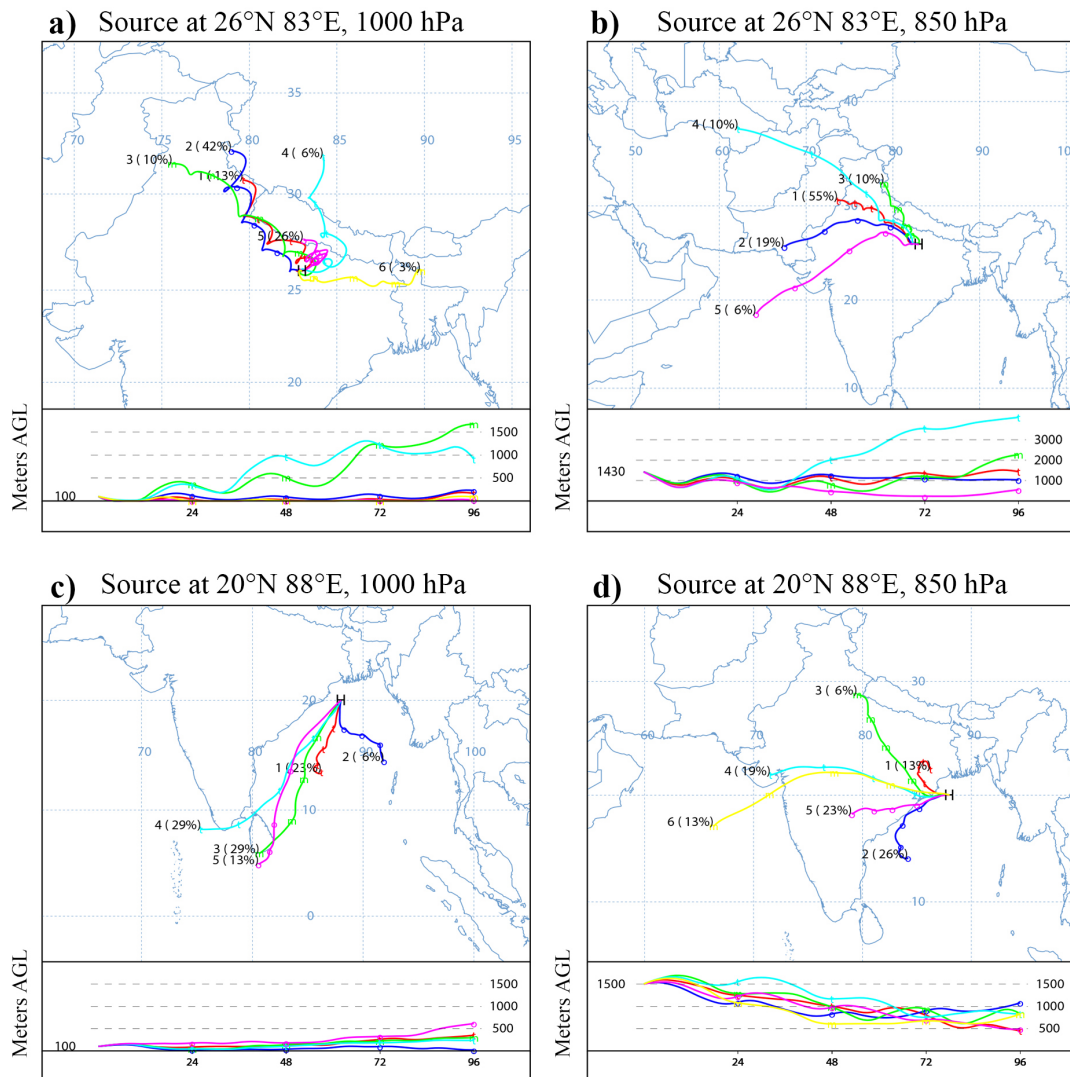 a) Source at 26°N 83°E, 1000 hPa
35
70
75
80
85
90
95
2 ( 42%)
4 ( 6%)
3 ( 10%)
1 ( 13%)
30
5 ( 26%)
6 ( 3%)
H
25
20
Meters AGL
1500
1000
500
100
24 48 72 96
b) Source at 26°N 83°E, 850 hPa
40
4 ( 10%)
50 60 70 80 90
3 ( 10%)
1 ( 55%)
30
2 ( 19%)
H
20
5 ( 6%)
10
Meters AGL
3000
2000
1000
1430
24 48 72 96
c) Source at 20°N 88°E, 1000 hPa
20
H
70 80 90 100
2 ( 6%)
1 ( 23%)
10
4 ( 29%)
3 ( 29%)
5 ( 13%)
0
Meters AGL
1500
1000
500
100
24 48 72 96
d) Source at 20°N 88°E, 850 hPa
30
3 ( 6%)
60 70 80 90
1 ( 13%)
4 ( 19%)
H
5 ( 23%)
6 ( 13%)
2 ( 26%)
10
Meters AGL
1500
1500
1000
500
24 48 72 96